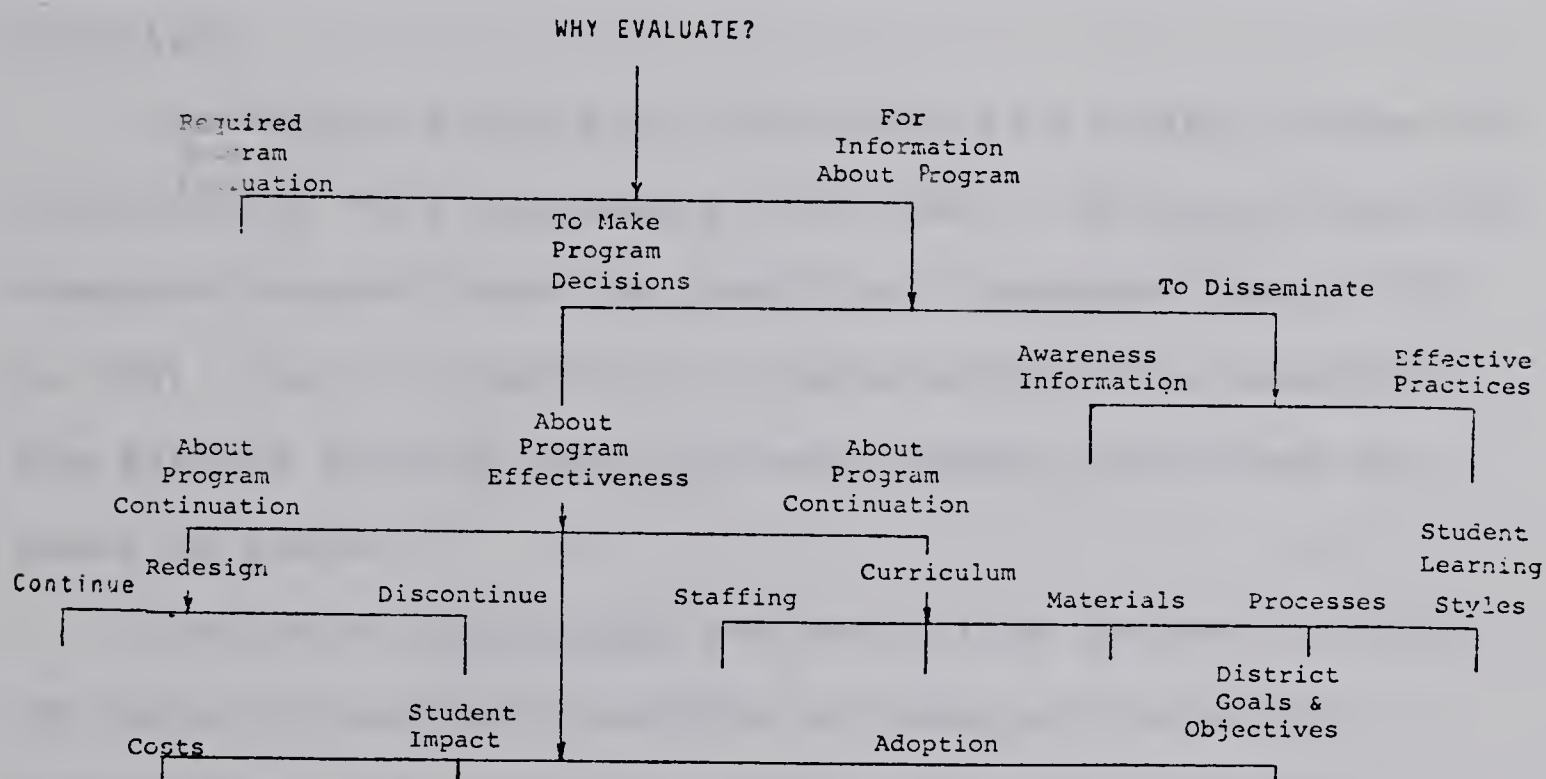 WHY EVALUATE?
Required
For
Information
About Program
To Make
Program
Decisions
To Disseminate
Awareness
Information
Effective
Practices
About
Program
Effectiveness
About
Program
Continuation
About
Program
Continuation
Student
Learning
Styles
Continue
Redesign
Discontinue
Staffing
Curriculum
Materials
Processes
District
Goals &
Objectives
Student
Impact
Costs
Adoption